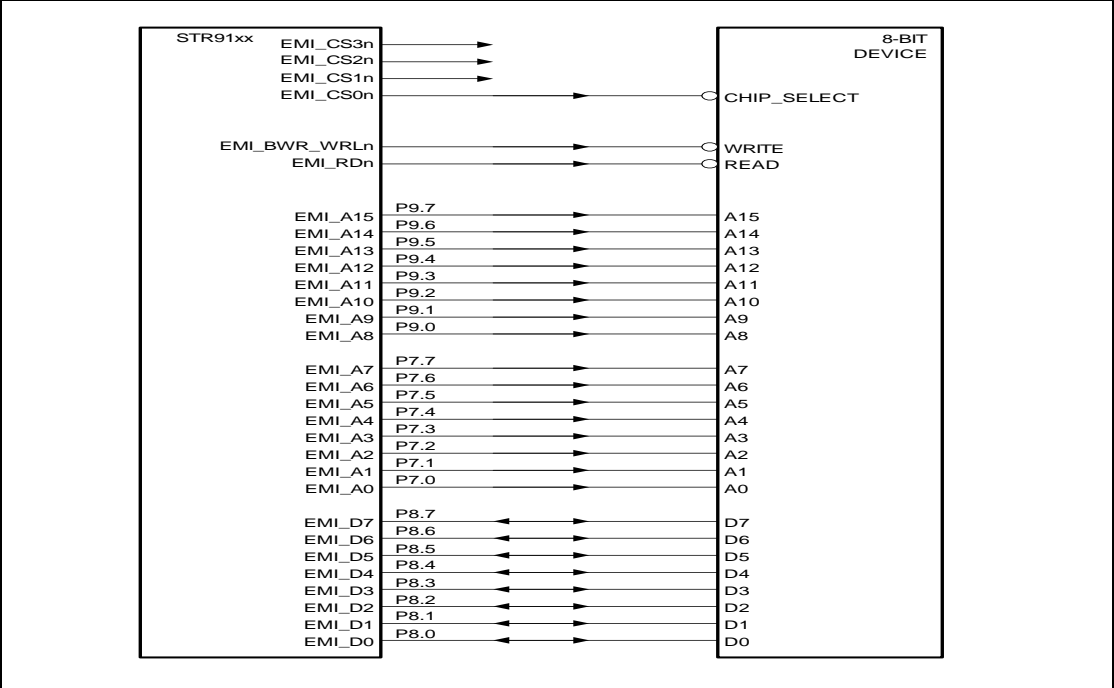 STR91xx
8-BIT
DEVICE
EMI_CS3n
EMI_CS2n
EMI_CS1n
EMI_CS0n CHIP_SELECT
EMI_BWR_WRLn WRITE
EMI_RDn READ
EMI_A15 P9.7 A15
EMI_A14 P9.6 A14
EMI_A13 P9.5 A13
EMI_A12 P9.4 A12
EMI_A11 P9.3 A11
EMI_A10 P9.2 A10
EMI_A9 P9.1 A9
EMI_A8 P9.0 A8
EMI_A7 P7.7 A7
EMI_A6 P7.6 A6
EMI_A5 P7.5 A5
EMI_A4 P7.4 A4
EMI_A3 P7.3 A3
EMI_A2 P7.2 A2
EMI_A1 P7.1 A1
EMI_A0 P7.0 A0
EMI_D7 P8.7 D7
EMI_D6 P8.6 D6
EMI_D5 P8.5 D5
EMI_D4 P8.4 D4
EMI_D3 P8.3 D3
EMI_D2 P8.2 D2
EMI_D1 P8.1 D1
EMI_D0 P8.0 D0